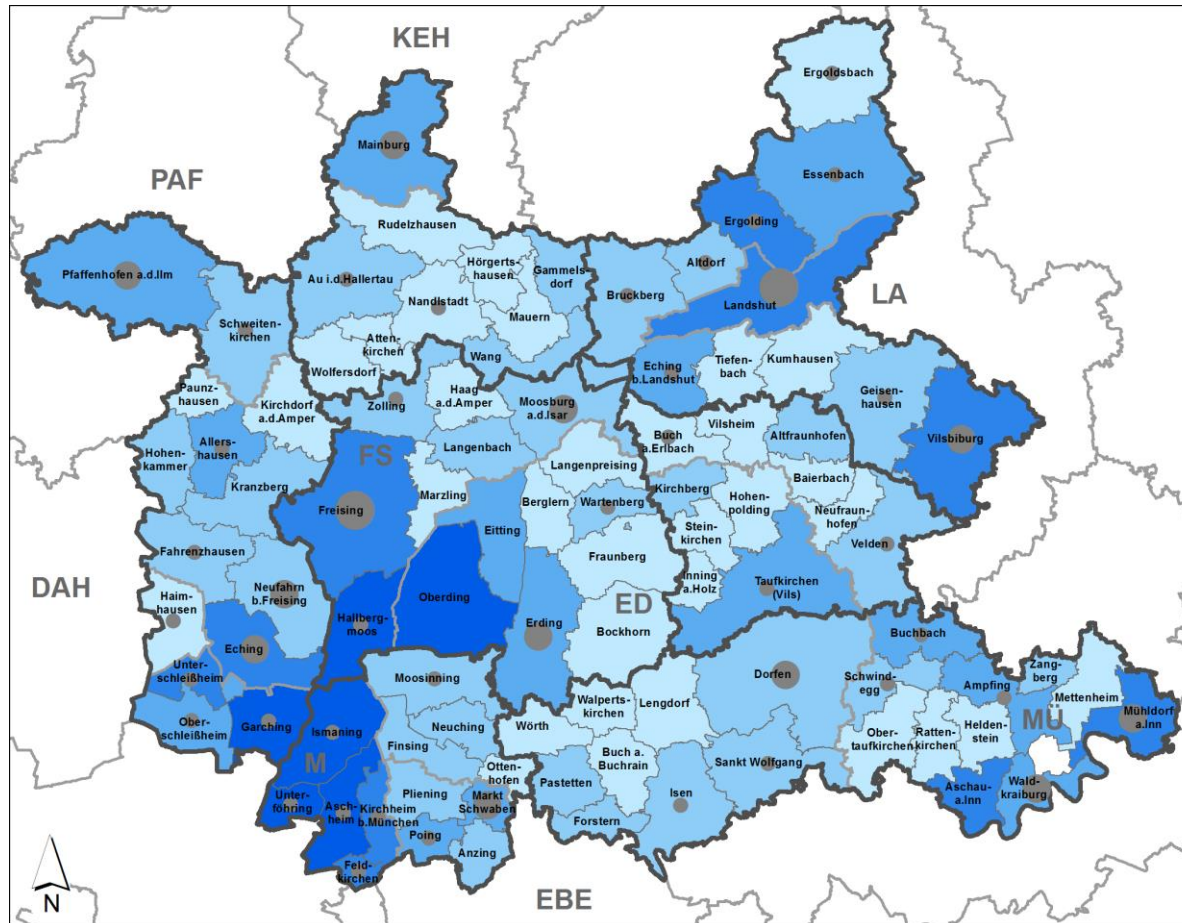 KEH
Ergoldsbach
Mainburg
PAF
Essenbach
Rudelzhausen
Ergolding
Pfaffenhofen a.d.Ilm
Hörgerts-
hausen
Gammels-
dorf
Altdorf
Au i.d.Hallertau
Nandlstadt
Bruckberg
LA
Landshut
Schweiten-
kirchen
Mauern
Atten-
kirchen
Wang
Wolfersdorf
Eching
b.Landshut
Tiefen-
bach
Kumhausen
Paunz-
hausen
Kirchdorf
a.d.Amper
Haag
a.d.Amper
Zolling
Moosburg
a.d.Isar
Geisen-
hausen
Vilsbiburg
Allers-
hausen
Hohen-
kammer
FS
Langenbach
Buch
a.Erlbach
Vilsheim
Altfraunhofen
Langenpreising
Kranzberg
Marzling
Kirchberg
Baierbach
Hohen-
polding
Berglern
Wartenberg
Neufraun-
hofen
Freising
Eitting
Stein-
kirchen
Velden
Fahrenzhausen
Fraunberg
Inning
a.Holz
Taufkirchen
(Vils)
DAH
Haim-
hausen
Neufahrn
b.Freising
Oberding
ED
Hallberg-
moos
Erding
Bockhorn
Buchbach
Eching
Unter-
schleißheim
Moosinning
Dorfen
Schwind-
egg
Zang-
berg
Ampfing
Mettenheim
Walperts-
kirchen
Lengdorf
MÜ
Mühldorf
a.Inn
Ober-
schleißheim
Garching
Ismaning
Neuching
Wörth
Ober-
taufkirchen
Ratten-
kirchen
Helden-
stein
Finsing
M
Buch a.
Buchrain
Sankt Wolfgang
Otten-
hofen
Pastetten
Aschau-
a.Inn
Wald-
kraiburg
Unter-
föhring
Asch-
heim
Kirchheim
b.München
Pliening
Markt
Schwaben
Isen
Forstern
Poing
Anzing
Feld-
kirchen
EBE
N